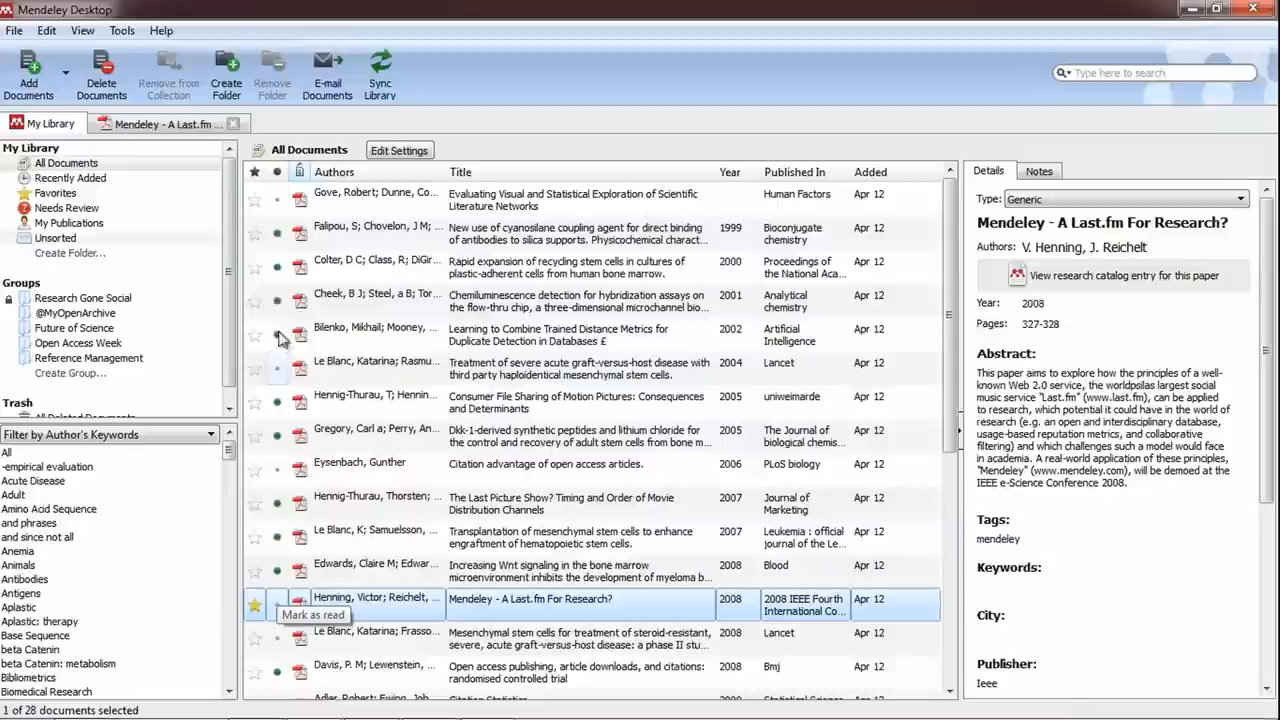 Mendeley Desktop
File Edit View Tools Help
Add Documents
Delete Documents
Remove from Collection
Create Folder
Remove Folder
E-mail Documents
Sync Library
Type here to search
My Library
Mendeley - A Last.fm ...
My Library
All Documents
Recently Added
Favorites
Needs Review
My Publications
Unsorted
Create Folder...
Groups
Research Gone Social
@MyOpenArchive
Future of Science
Open Access Week
Reference Management
Create Group...
Trash
All Deleted Documents
Filter by Author's Keywords
All
-empirical evaluation
Acute Disease
Adult
Amino Acid Sequence
and phrases
and since not all
Anemia
Animals
Antibodies
Antigens
Aplastic
Aplastic: therapy
Base Sequence
beta Catenin
beta Catenin: metabolism
Bibliometrics
Biomedical Research
All Documents Edit Settings
Authors Title Year Published In Added
Gove, Robert; Dunne, Co... Evaluating Visual and Statistical Exploration of Scientific Human Factors Apr 12
Literature Networks
Falipou, S; Chovelon, J M; ... New use of cyanosilane coupling agent for direct binding 1999 Bioconjugate Apr 12
of antibodies to silica supports. Physicochemical charact... chemistry
Colter, D C; Class, R; DiGir... Rapid expansion of recycling stem cells in cultures of 2000 Proceedings of Apr 12
plastic-adherent cells from human bone marrow. the National Aca...
Cheek, B J; Steel, a B; Tor... Chemiluminescence detection for hybridization assays on 2001 Analytical Apr 12
the flow-thru chip, a three-dimensional microchannel bio... chemistry
Bilenko, Mikhail; Mooney, ... Learning to Combine Trained Distance Metrics for 2002 Artificial Apr 12
Duplicate Detection in Databases £ Intelligence
Le Blanc, Katarina; Rasmu... Treatment of severe acute graft-versus-host disease with 2004 Lancet Apr 12
third party haploidentical mesenchymal stem cells.
Hennig-Thurau, T; Hennin... Consumer File Sharing of Motion Pictures: Consequences 2005 uniweimarde Apr 12
and Determinants
Gregory, Carl a; Perry, An... Dkk-1-derived synthetic peptides and lithium chloride for 2005 The Journal of Apr 12
the control and recovery of adult stem cells from bone m... biological chemis...
Eysenbach, Gunther Citation advantage of open access articles. 2006 PLoS biology Apr 12
Hennig-Thurau, Thorsten; ... The Last Picture Show? Timing and Order of Movie 2007 Journal of Apr 12
Distribution Channels Marketing
Le Blanc, K; Samuelsson, ... Transplantation of mesenchymal stem cells to enhance 2007 Leukemia : official Apr 12
engraftment of hematopoietic stem cells. journal of the Le...
Edwards, Claire M; Edwar... Increasing Wnt signaling in the bone marrow 2008 Blood Apr 12
microenvironment inhibits the development of myeloma b...
Henning, Victor; Reichelt, ... Mendeley - A Last.fm For Research? 2008 2008 IEEE Fourth Apr 12
International Co...
Mark as read
Le Blanc, Katarina; Frasso... Mesenchymal stem cells for treatment of steroid-resistant, 2008 Lancet Apr 12
severe, acute graft-versus-host disease: a phase II stu...
Davis, P. M; Lewenstein, ... Open access publishing, article downloads, and citations: 2008 Bmj Apr 12
randomised controlled trial
Adler, Robert; Ewing, Joh... Citation Statistics 2009 Statistical Science Apr 12
Details Notes
Type: Generic
Mendeley - A Last.fm For Research?
Authors: V. Henning, J. Reichelt
View research catalog entry for this paper
Year: 2008
Pages: 327-328
Abstract:
This paper aims to explore how the principles of a well-
known Web 2.0 service, the worldpsilas largest social
music service "Last.fm" (www.last.fm), can be applied
to research, which potential it could have in the world of
research (e.g. an open and interdisciplinary database,
usage-based reputation metrics, and collaborative
filtering) and which challenges such a model would face
in academia. A real-world application of these principles,
"Mendeley" (www.mendeley.com), will be demoed at the
IEEE e-Science Conference 2008.
Tags:
mendeley
Keywords:
City:
Publisher:
Ieee
1 of 28 documents selected